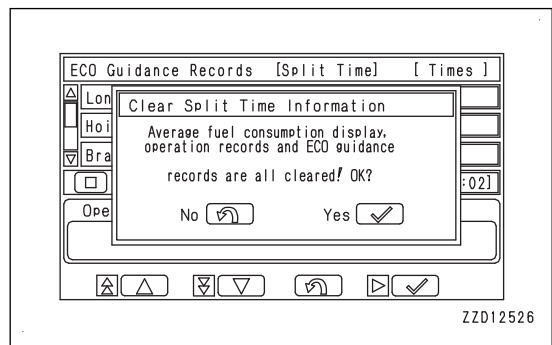 ECO Guidance Records [Split Time] [ Times ]
Lon
Clear Split Time Information
Hoi
Average fuel consumption display,
operation records and ECO guidance
Bra
records are all cleared! OK?
:02]
Ope
No
Yes
ZZD12526